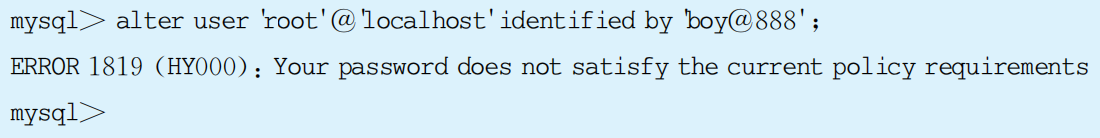 mysql> alter user 'root'@'localhost' identified by 'boy@888';
ERROR 1819 (HY000): Your password does not satisfy the current policy requirements
mysql>